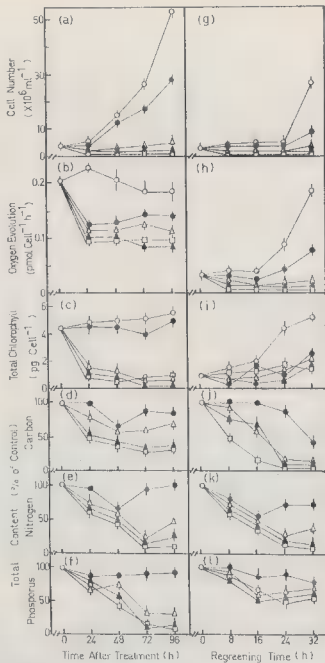 (a)
(g)
50
30
10
0
Cell Number
(X10⁶ ml⁻¹)
(b)
(h)
0.2
0.1
0
Oxygen Evolution
(pmol Cell⁻¹ h⁻¹)
(c)
(i)
6
4
2
0
Total Chlorophyll
(pg Cell⁻¹)
(d)
(j)
100
50
0
Carbon
(e)
(k)
100
50
0
Nitrogen
Content (% of Control)
(f)
(l)
100
50
0
Phosporus
Total
0 24 48 72 96
0 8 16 24 32
Time After Treatment (h)
Regreening Time (h)